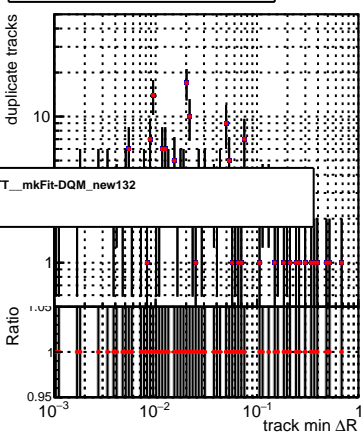 duplicate tracks
10
T__mkFit-DQM_new132
1
Ratio
1.05
1
0.95
10−3 10−2 10−1 1
track min ΔR